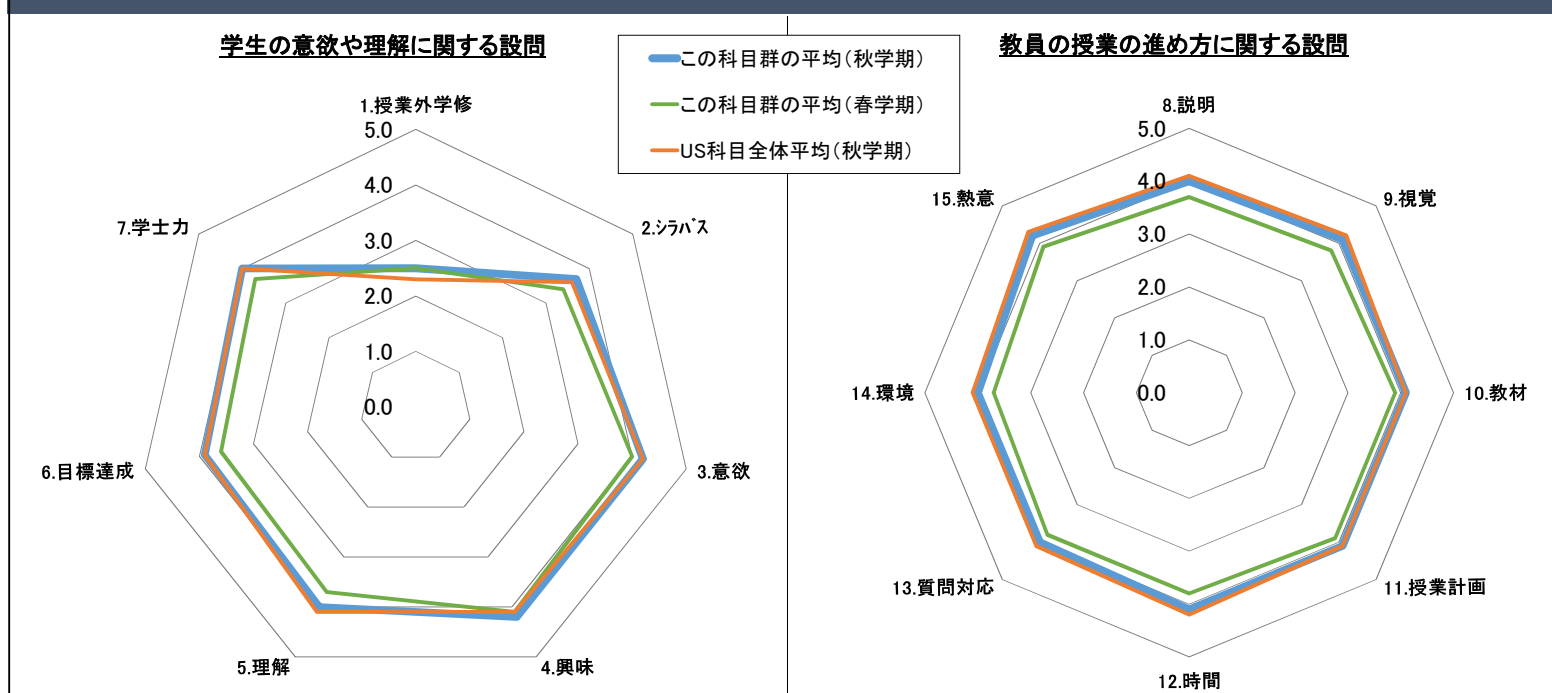 学生の意欲や理解に関する設問
この科目群の平均(秋学期)
この科目群の平均(春学期)
US科目全体平均(秋学期)
教員の授業の進め方に関する設問
1.授業外学修
2.シラバス
3.意欲
4.興味
5.理解
6.目標達成
7.学士力
5.0
4.0
3.0
2.0
1.0
0.0
8.説明
9.視覚
10.教材
11.授業計画
12.時間
13.質問対応
14.環境
15.熱意
5.0
4.0
3.0
2.0
1.0
0.0